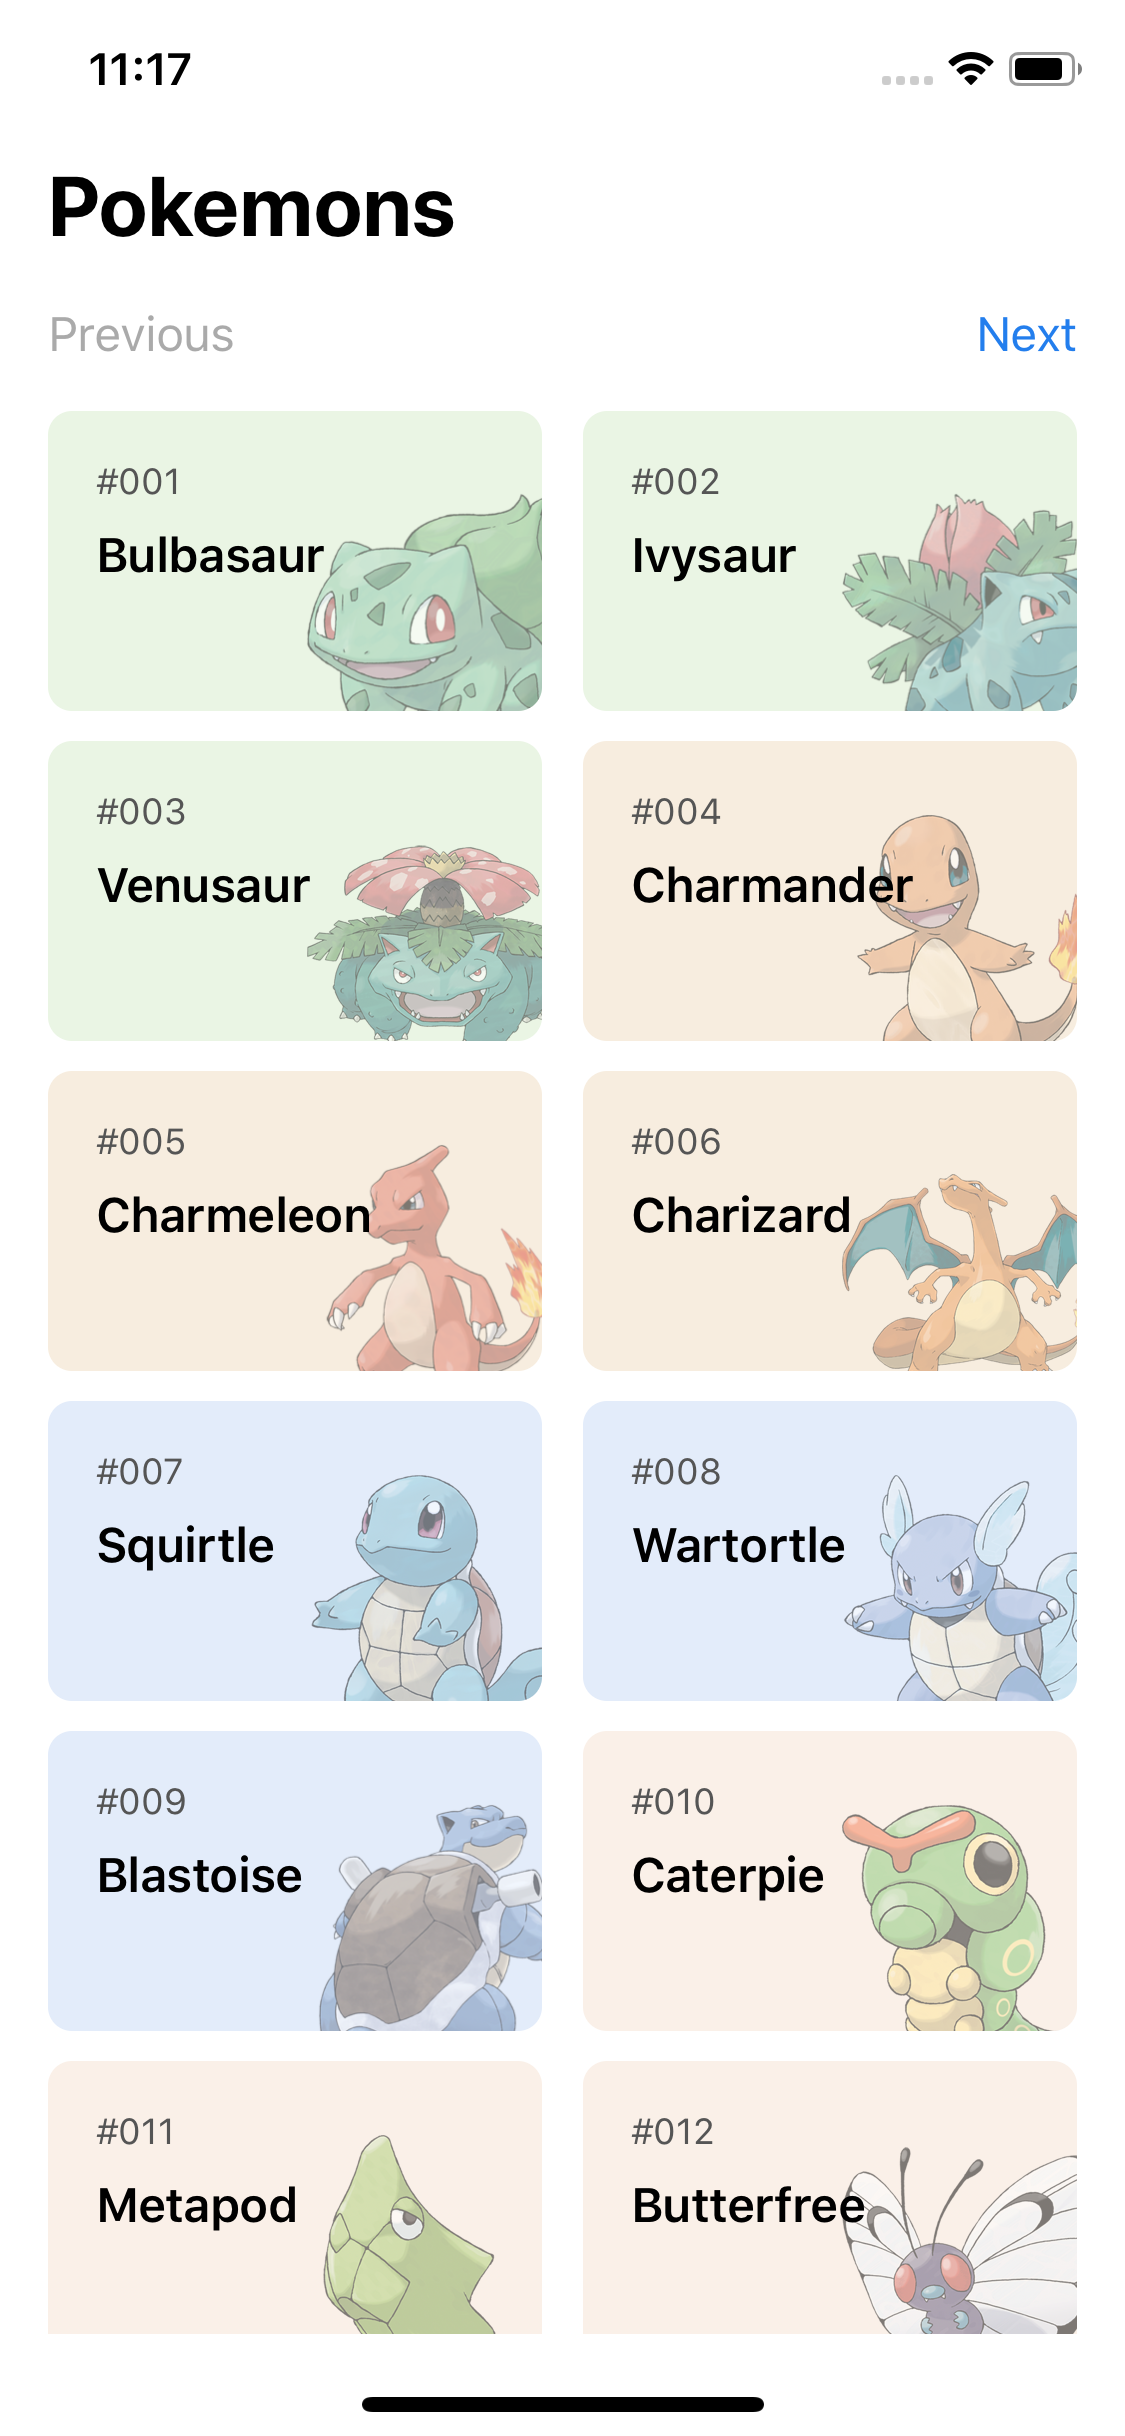 11:17
Pokemons
Previous
Next
#001
Bulbasaur
#002
Ivysaur
#003
Venusaur
#004
Charmander
#005
Charmeleon
#006
Charizard
#007
Squirtle
#008
Wartortle
#009
Blastoise
#010
Caterpie
#011
Metapod
#012
Butterfree